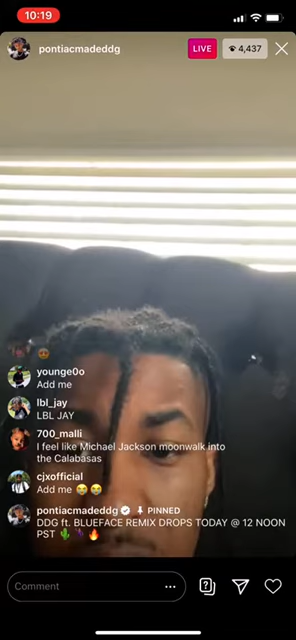 10:19
pontiacmadeddg
LIVE
4,437
younge0o
Add me
lbl_jay
LBL JAY
700_malli
I feel like Michael Jackson moonwalk into
the Calabasas
cjxofficial
Add me 😭😭
pontiacmadeddg PINNED
DDG ft. BLUEFACE REMIX DROPS TODAY @ 12 NOON
PST 🌵🦎🔥
Comment